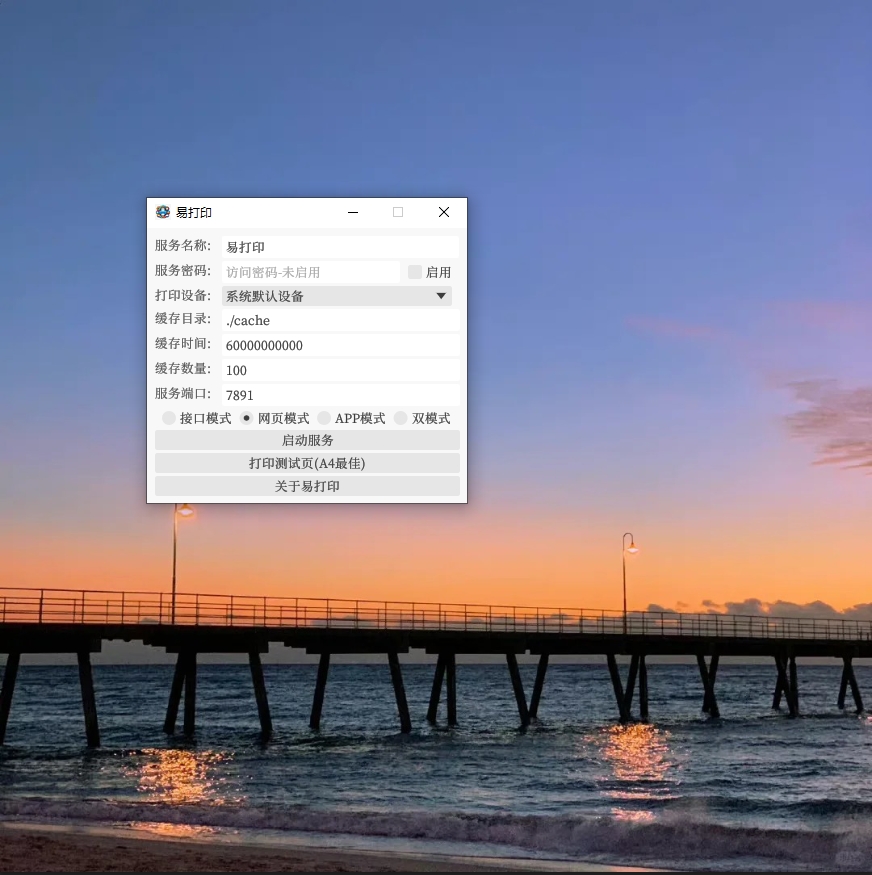 易打印
服务名称: 易打印
服务密码: 访问密码-未启用 启用
打印设备: 系统默认设备
缓存目录: ./cache
缓存时间: 60000000000
缓存数量: 100
服务端口: 7891
接口模式 网页模式 APP模式 双模式
启动服务
打印测试页(A4最佳)
关于易打印